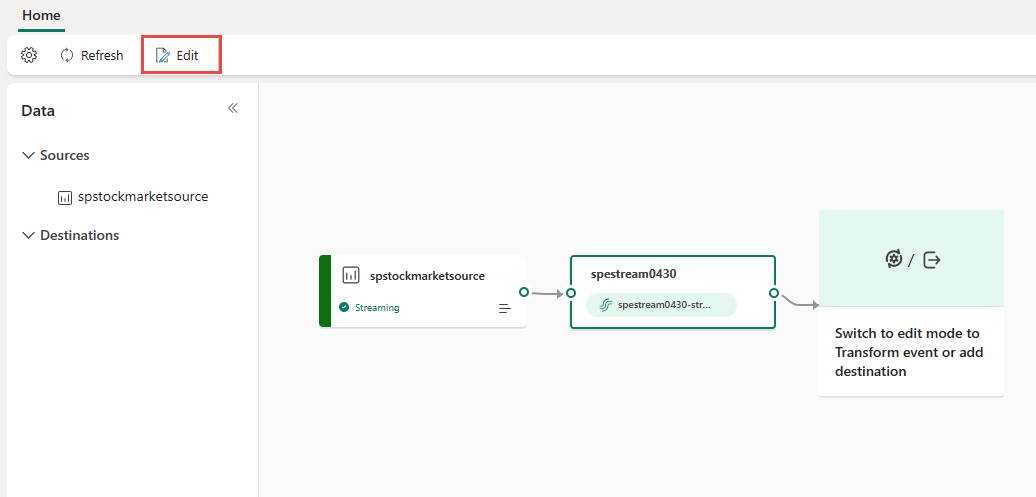 Home
Refresh
Edit
Data
Sources
spstockmarketsource
Destinations
spstockmarketsource
Streaming
spestream0430
spestream0430-str...
/
Switch to edit mode to
Transform event or add
destination